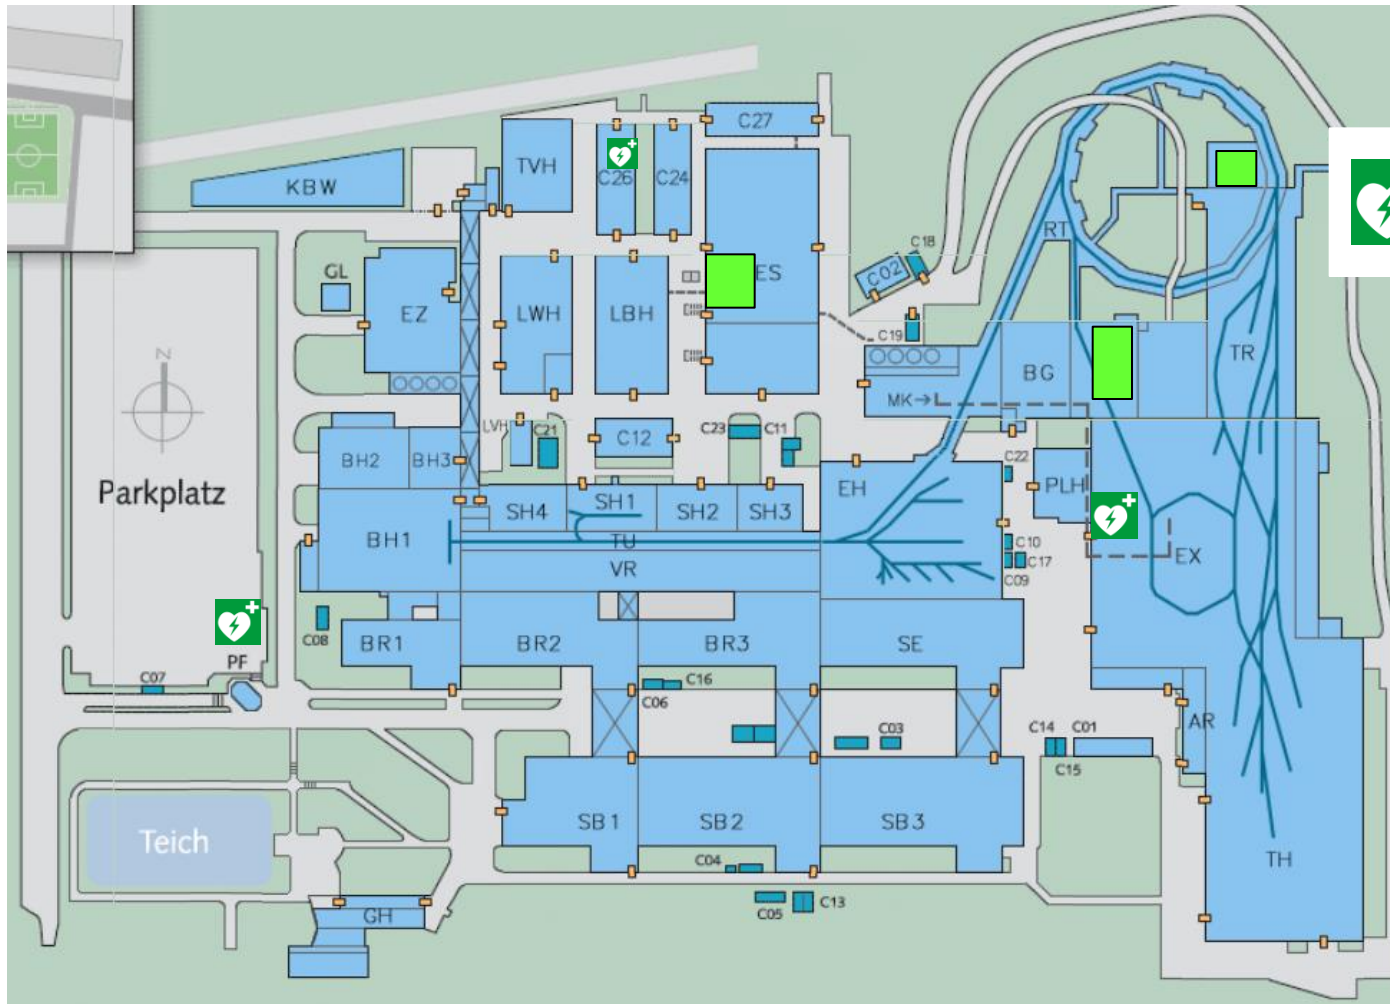 C27
TVH
C26
C24
KBW
RT
C18
C02
GL
ES
EZ
LWH
LBH
N
C19
TR
BG
MK→
LVH
C21
C12
C23
C11
BH2
BH3
C22
EH
PLH
Parkplatz
SH4
SH1
SH2
SH3
BH1
TU
C10
C17
EX
VR
C09
C08
BR1
BR2
BR3
SE
PF
C07
C16
C06
AR
C03
C14
C01
C15
SB1
SB2
SB3
Teich
C04
TH
C05
C13
GH